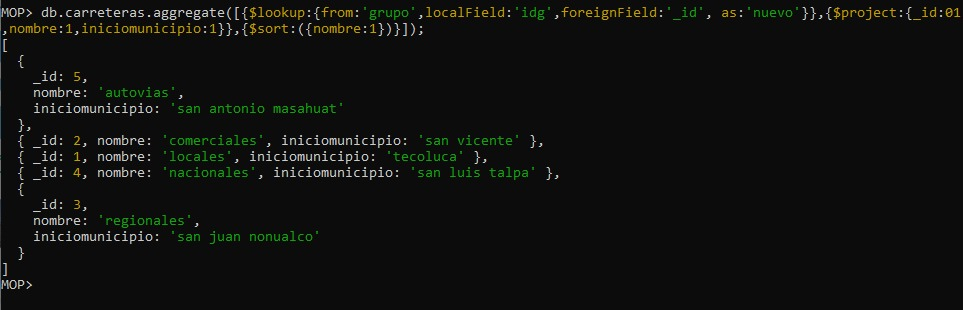 MOP> db.carreteras.aggregate([{$lookup:{from:'grupo',localField:'idg',foreignField:'_id', as:'nuevo'}},{$project:{_id:01
,nombre:1,iniciomunicipio:1}},{$sort:({nombre:1})}]);
[
  {
    _id: 5,
    nombre: 'autovias',
    iniciomunicipio: 'san antonio masahuat'
  },
  { _id: 2, nombre: 'comerciales', iniciomunicipio: 'san vicente' },
  { _id: 1, nombre: 'locales', iniciomunicipio: 'tecoluca' },
  { _id: 4, nombre: 'nacionales', iniciomunicipio: 'san luis talpa' },
  {
    _id: 3,
    nombre: 'regionales',
    iniciomunicipio: 'san juan nonualco'
  }
]
MOP>